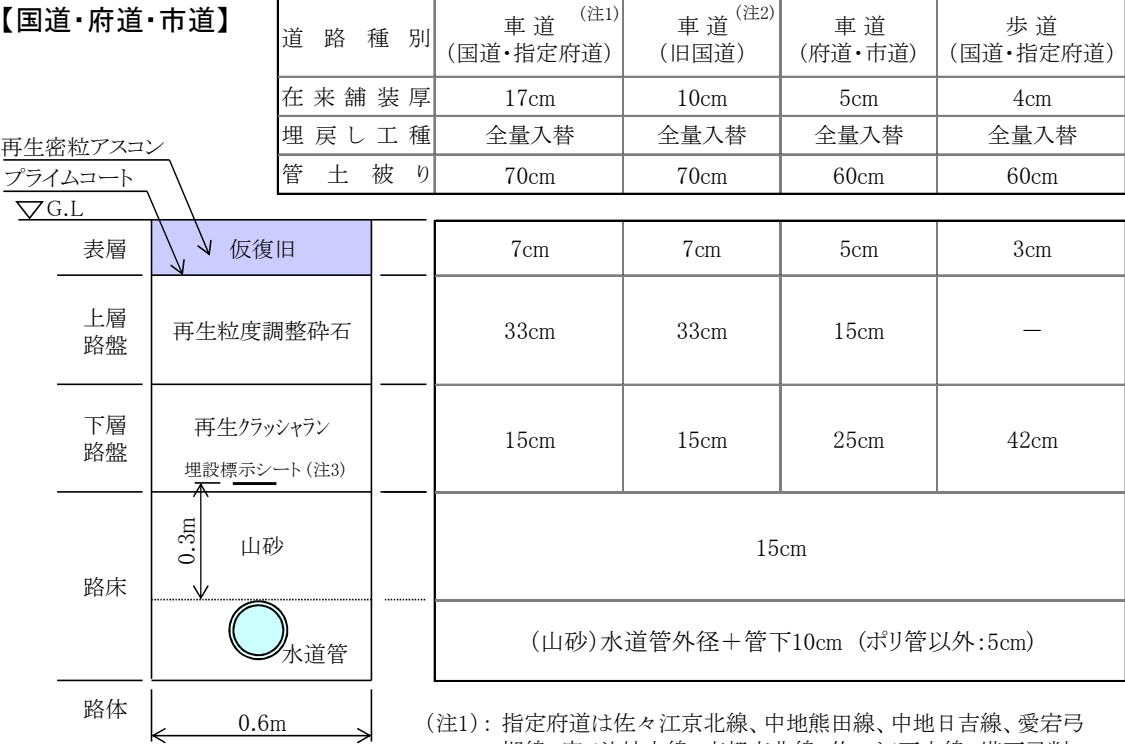 【国道・府道・市道】
道路種別 車道(注1)(国道・指定府道) 車道(注2)(旧国道) 車道(府道・市道) 歩道(国道・指定府道)
在来舗装厚 17cm 10cm 5cm 4cm
埋戻し工種 全量入替 全量入替 全量入替 全量入替
管土被り 70cm 70cm 60cm 60cm
再生密粒アスコン
プライムコート
G.L
表層 仮復旧 7cm 7cm 5cm 3cm
上層路盤 再生粒度調整砕石 33cm 33cm 15cm －
下層路盤 再生クラッシャラン 15cm 15cm 25cm 42cm
埋設標示シート(注3)
路床 0.3m 山砂 15cm
水道管 (山砂)水道管外径＋管下10cm (ポリ管以外:5cm)
路体 0.6m
(注1): 指定府道は佐々江京北線、中地熊田線、中地日吉線、愛宕弓